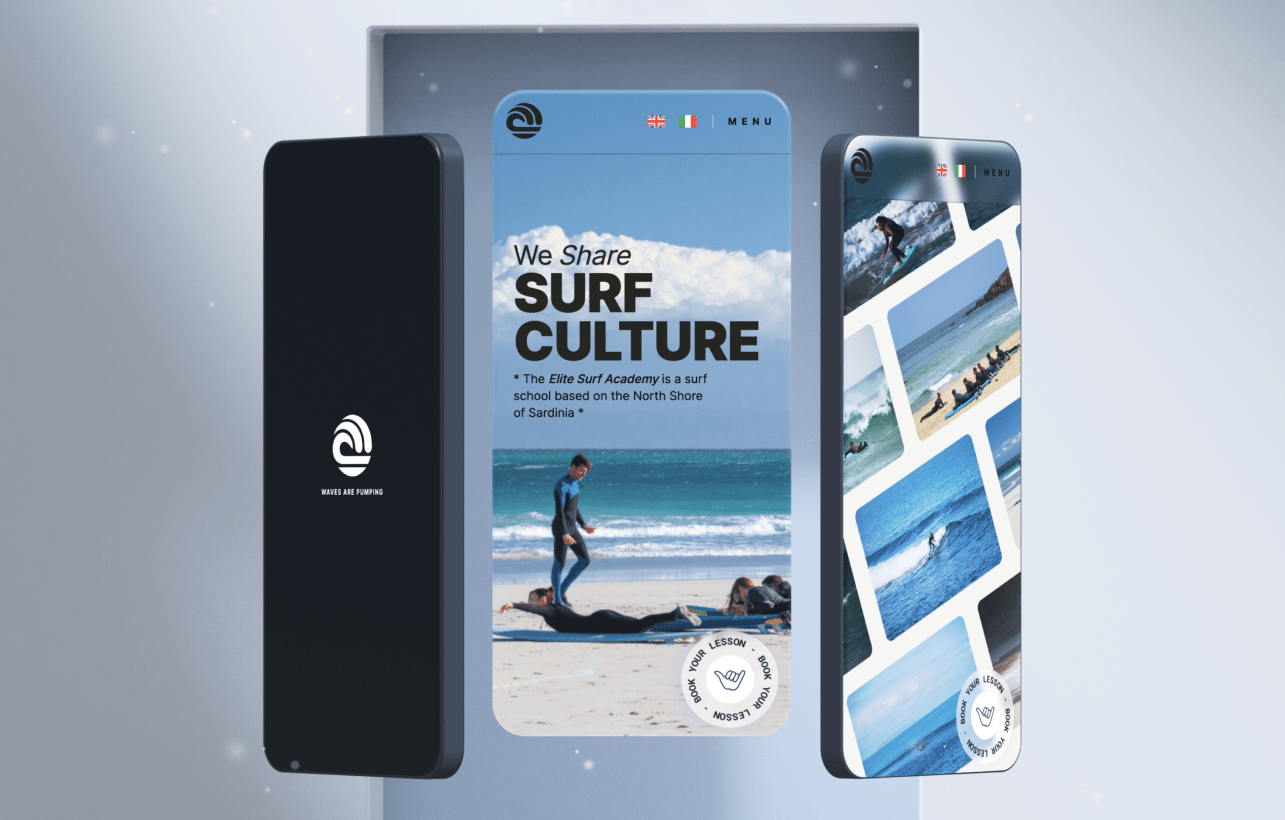 WAVES ARE PUMPING
MENU
We Share
SURF
CULTURE
* The Elite Surf Academy is a surf
school based on the North Shore
of Sardinia *
BOOK YOUR LESSON - BOOK YOUR LESSON -
MENU
BOOK YOUR LESSON - BOOK YOUR LESSON -